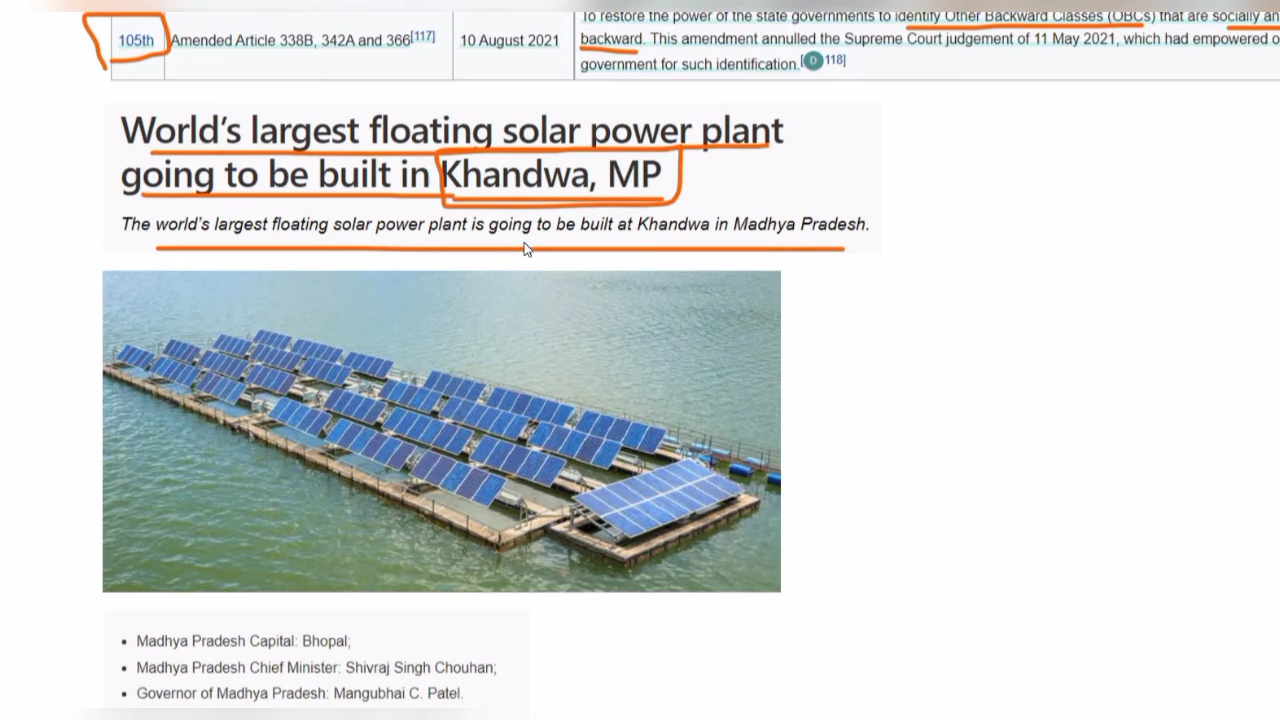 To restore the power of the state governments to identify Other Backward Classes (OBCs) that are socially an
105th Amended Article 338B, 342A and 366[117] 10 August 2021 backward. This amendment annulled the Supreme Court judgement of 11 May 2021, which had empowered o
government for such identification.[D 118]
World's largest floating solar power plant
going to be built in Khandwa, MP
The world's largest floating solar power plant is going to be built at Khandwa in Madhya Pradesh.
• Madhya Pradesh Capital: Bhopal;
• Madhya Pradesh Chief Minister: Shivraj Singh Chouhan;
• Governor of Madhya Pradesh: Mangubhai C. Patel.